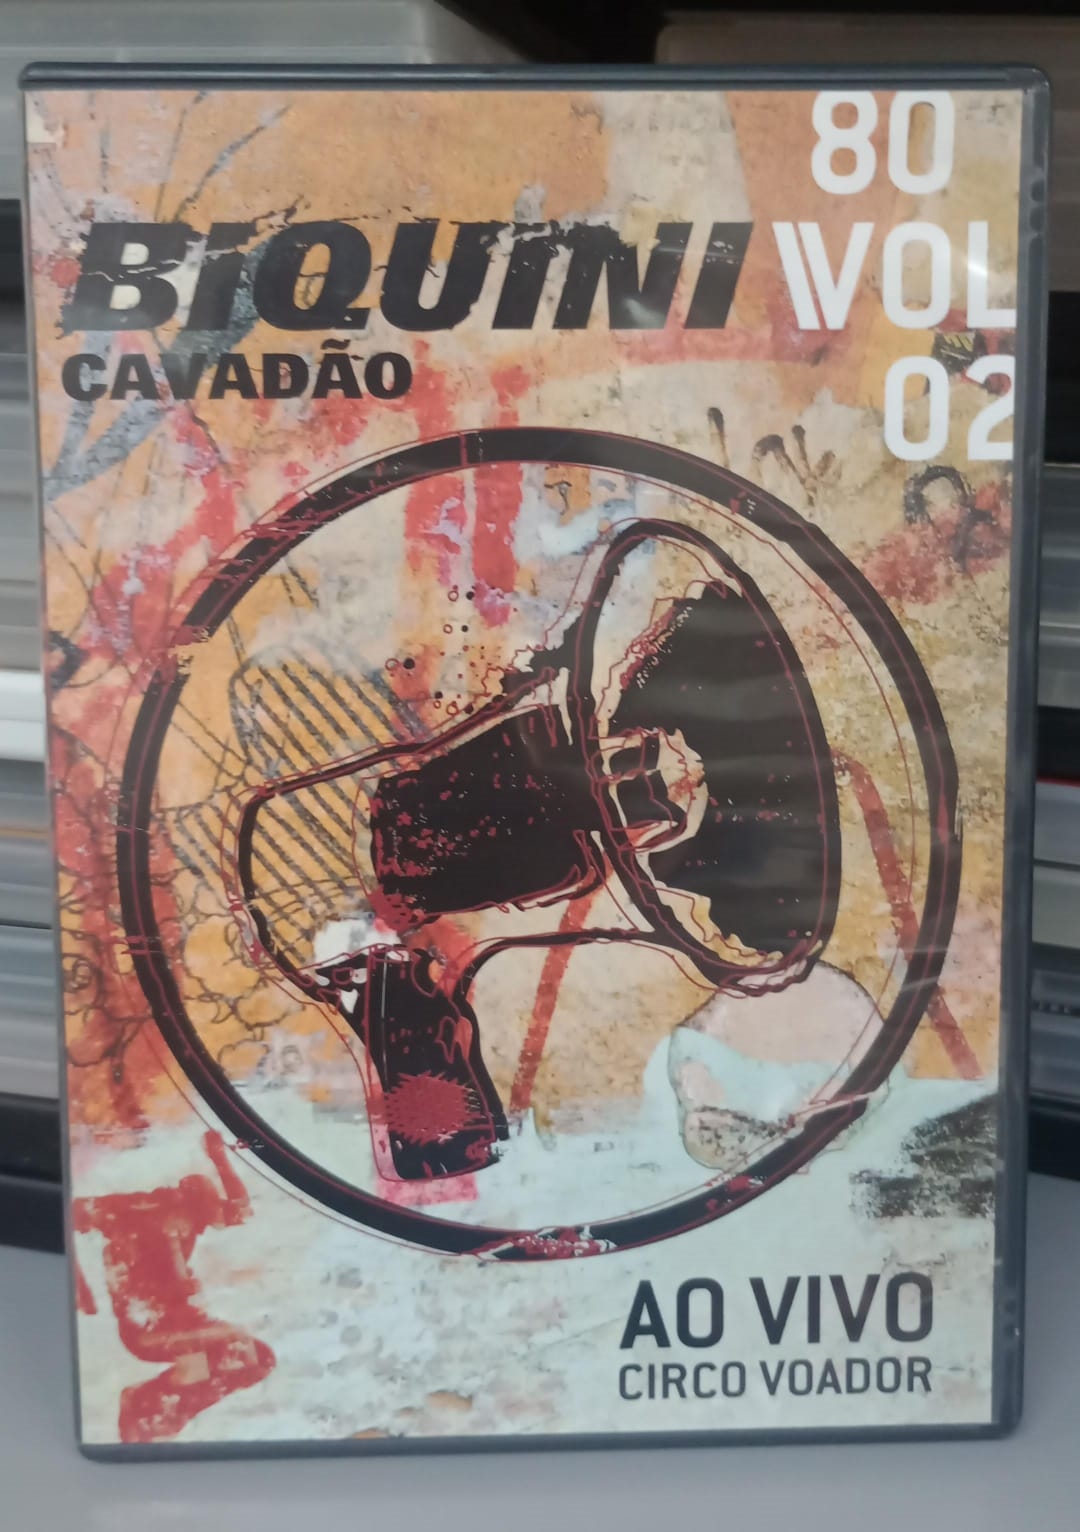 80
BIQUINI VOL
CAVADÃO
02
AO VIVO
CIRCO VOADOR